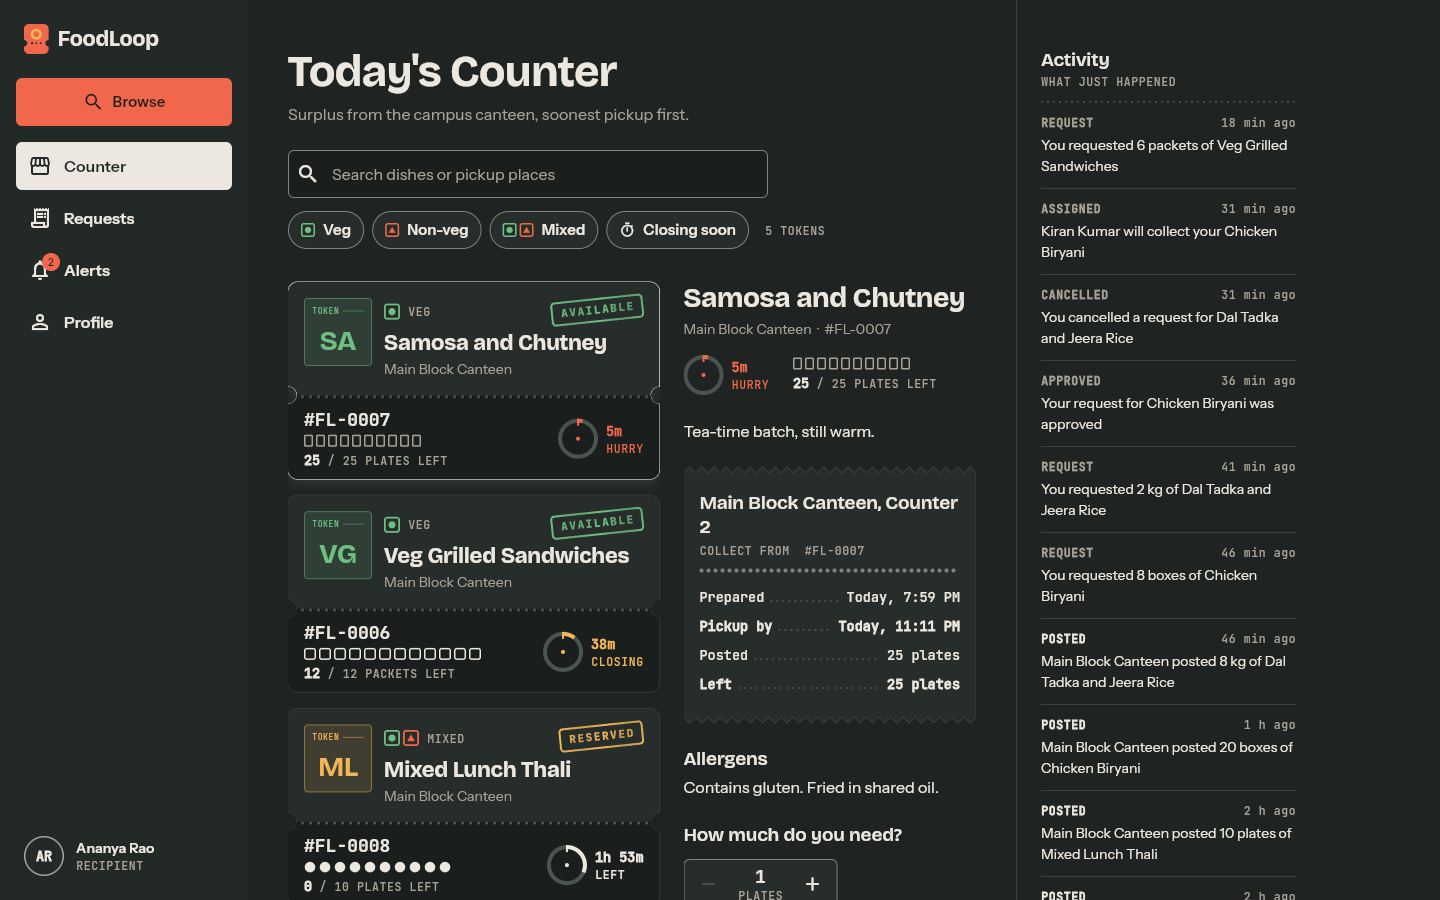 FoodLoop
Browse
Counter
Requests
2
Alerts
Profile
AR
Ananya Rao
RECIPIENT
Today's Counter
Surplus from the campus canteen, soonest pickup first.
Search dishes or pickup places
Veg
Non-veg
Mixed
Closing soon
5 TOKENS
TOKEN
SA
VEG
AVAILABLE
Samosa and Chutney
Main Block Canteen
#FL-0007
25 / 25 PLATES LEFT
5m
HURRY
TOKEN
VG
VEG
AVAILABLE
Veg Grilled Sandwiches
Main Block Canteen
#FL-0006
12 / 12 PACKETS LEFT
38m
CLOSING
TOKEN
ML
MIXED
RESERVED
Mixed Lunch Thali
Main Block Canteen
#FL-0008
0 / 10 PLATES LEFT
1h 53m
LEFT
Samosa and Chutney
Main Block Canteen · #FL-0007
5m
HURRY
25 / 25 PLATES LEFT
Tea-time batch, still warm.
Main Block Canteen, Counter
2
COLLECT FROM #FL-0007
Prepared Today, 7:59 PM
Pickup by Today, 11:11 PM
Posted 25 plates
Left 25 plates
Allergens
Contains gluten. Fried in shared oil.
How much do you need?
− 1 +
PLATES
Activity
WHAT JUST HAPPENED
REQUEST 18 min ago
You requested 6 packets of Veg Grilled
Sandwiches
ASSIGNED 31 min ago
Kiran Kumar will collect your Chicken
Biryani
CANCELLED 31 min ago
You cancelled a request for Dal Tadka
and Jeera Rice
APPROVED 36 min ago
Your request for Chicken Biryani was
approved
REQUEST 41 min ago
You requested 2 kg of Dal Tadka and
Jeera Rice
REQUEST 46 min ago
You requested 8 boxes of Chicken
Biryani
POSTED 46 min ago
Main Block Canteen posted 8 kg of Dal
Tadka and Jeera Rice
POSTED 1 h ago
Main Block Canteen posted 20 boxes of
Chicken Biryani
POSTED 2 h ago
Main Block Canteen posted 10 plates of
Mixed Lunch Thali
POSTED 2 h ago